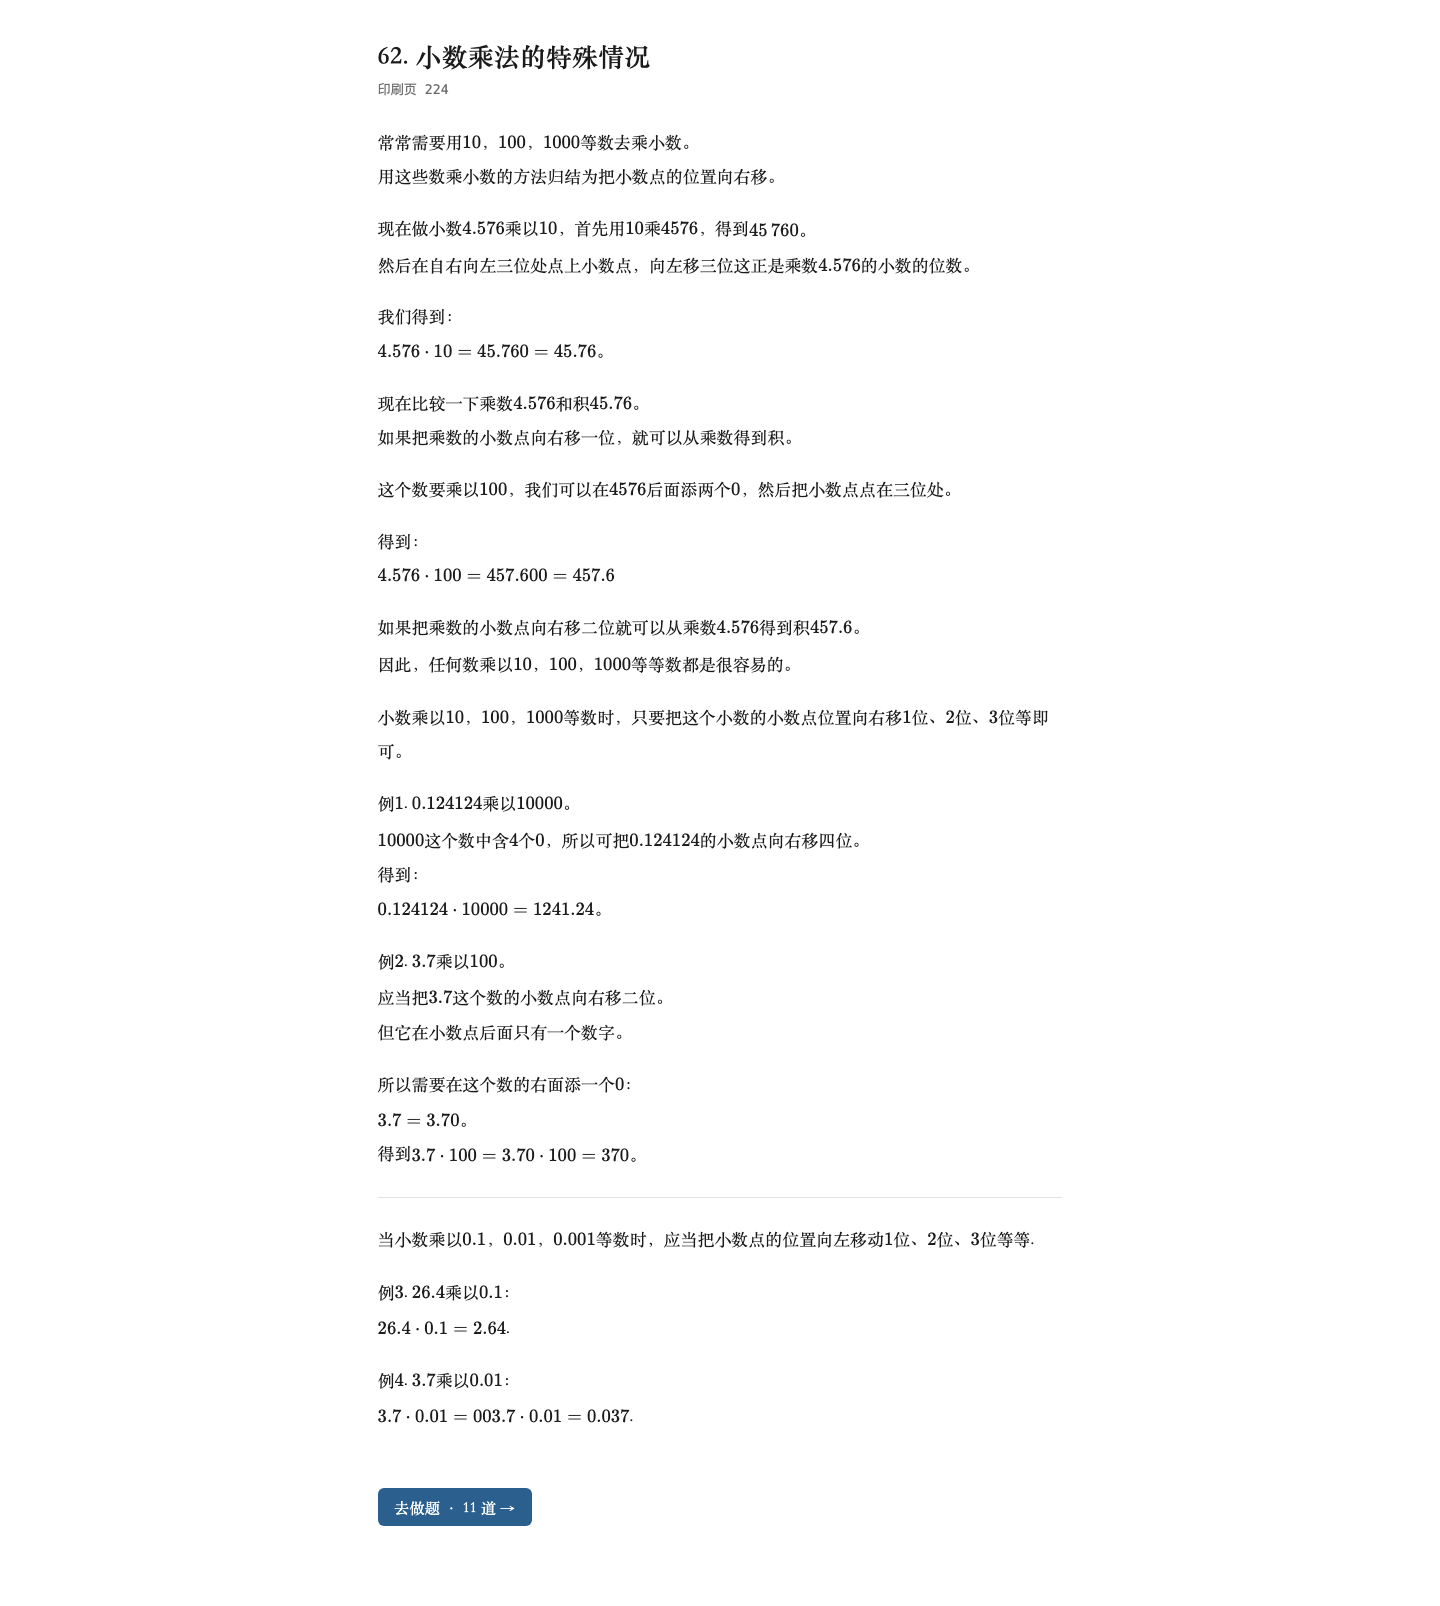 62. 小数乘法的特殊情况
印刷页 224
常常需要用10，100，1000等数去乘小数。
用这些数乘小数的方法归结为把小数点的位置向右移。
现在做小数4.576乘以10，首先用10乘4576，得到45 760。
然后在自右向左三位处点上小数点，向左移三位这正是乘数4.576的小数的位数。
我们得到：
4.576 · 10 = 45.760 = 45.76。
现在比较一下乘数4.576和积45.76。
如果把乘数的小数点向右移一位，就可以从乘数得到积。
这个数要乘以100，我们可以在4576后面添两个0，然后把小数点点在三位处。
得到：
4.576 · 100 = 457.600 = 457.6
如果把乘数的小数点向右移二位就可以从乘数4.576得到积457.6。
因此，任何数乘以10，100，1000等等数都是很容易的。
小数乘以10，100，1000等数时，只要把这个小数的小数点位置向右移1位、2位、3位等即
可。
例1. 0.124124乘以10000。
10000这个数中含4个0，所以可把0.124124的小数点向右移四位。
得到：
0.124124 · 10000 = 1241.24。
例2. 3.7乘以100。
应当把3.7这个数的小数点向右移二位。
但它在小数点后面只有一个数字。
所以需要在这个数的右面添一个0：
3.7 = 3.70。
得到3.7 · 100 = 3.70 · 100 = 370。
当小数乘以0.1，0.01，0.001等数时，应当把小数点的位置向左移动1位、2位、3位等等.
例3. 26.4乘以0.1：
26.4 · 0.1 = 2.64.
例4. 3.7乘以0.01：
3.7 · 0.01 = 003.7 · 0.01 = 0.037.
去做题 · 11 道 →